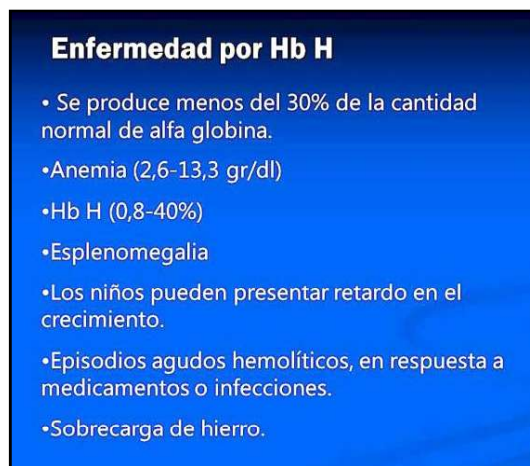 Enfermedad por Hb H
• Se produce menos del 30% de la cantidad
normal de alfa globina.
•Anemia (2,6-13,3 gr/dl)
•Hb H (0,8-40%)
•Esplenomegalia
•Los niños pueden presentar retardo en el
crecimiento.
•Episodios agudos hemolíticos, en respuesta a
medicamentos o infecciones.
•Sobrecarga de hierro.